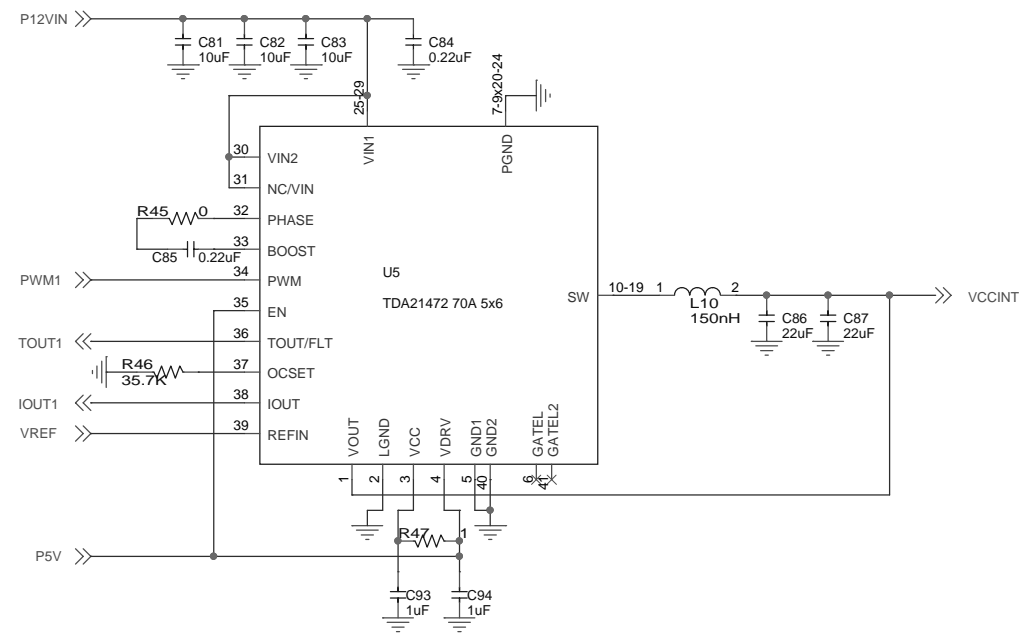 P12VIN
C81
10uF
C82
10uF
C83
10uF
C84
0.22uF
25-29
7-9x20-24
VIN1
PGND
30
VIN2
31
NC/VIN
R45
0
32
PHASE
C85
0.22uF
33
BOOST
PWM1
34
PWM
U5
TDA21472 70A 5x6
SW
10-19
1
2
L10
150nH
VCCINT
C86
22uF
C87
22uF
35
EN
TOUT1
36
TOUT/FLT
R46
35.7K
37
OCSET
IOUT1
38
IOUT
VREF
39
REFIN
VOUT
LGND
VCC
VDRV
GND1
GND2
GATEL
GATEL2
1
2
3
4
5
40
6
41
R47
1
P5V
C93
1uF
C94
1uF